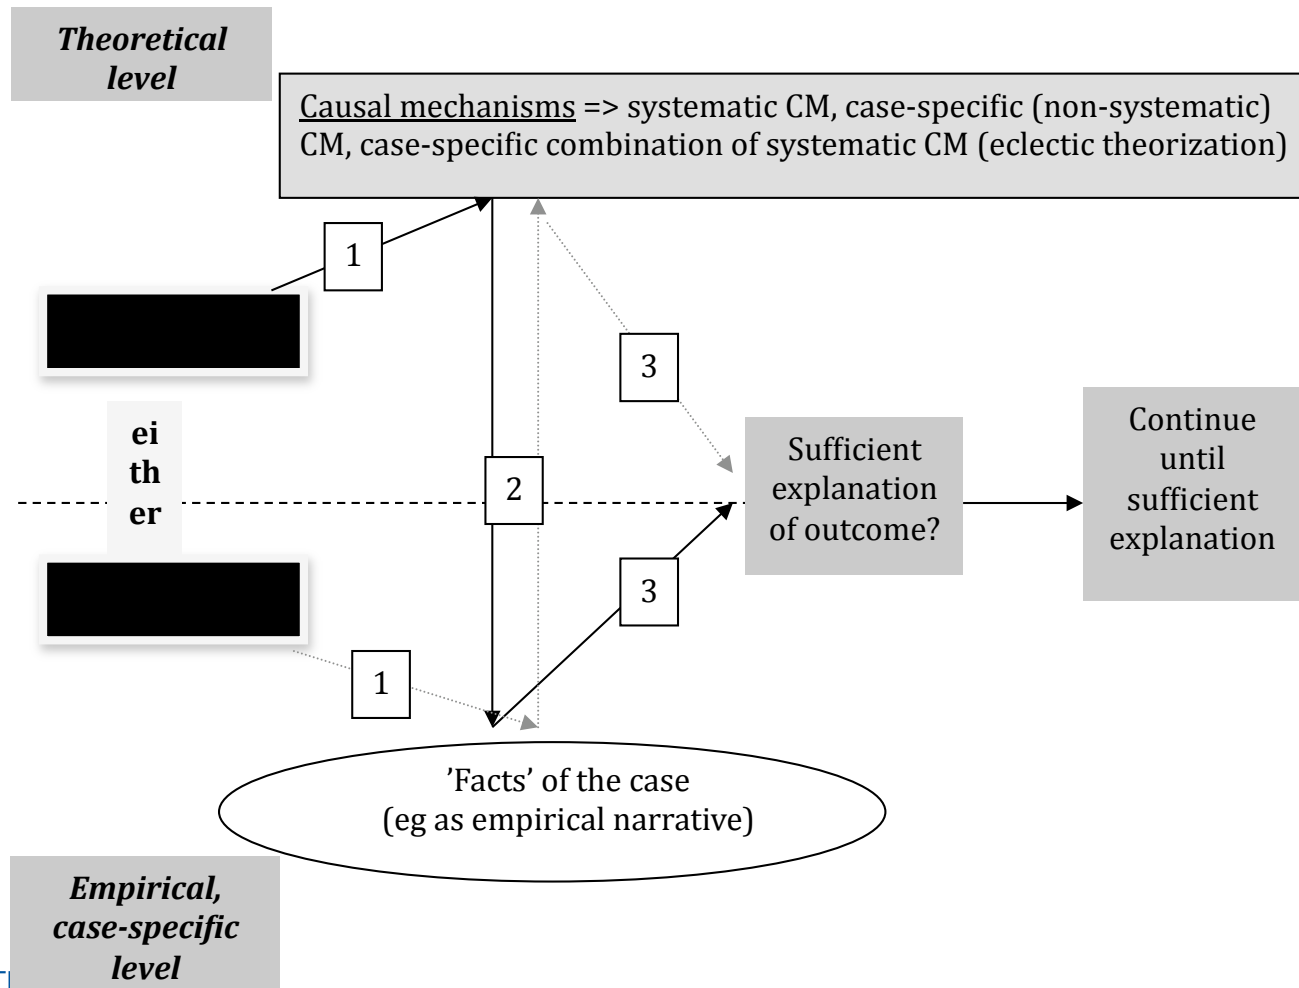 Theoretical
level
Causal mechanisms => systematic CM, case-specific (non-systematic)
CM, case-specific combination of systematic CM (eclectic theorization)
1
3
ei
th
er
2
Sufficient
explanation
of outcome?
Continue
until
sufficient
explanation
3
1
’Facts’ of the case
(eg as empirical narrative)
Empirical,
case-specific
level